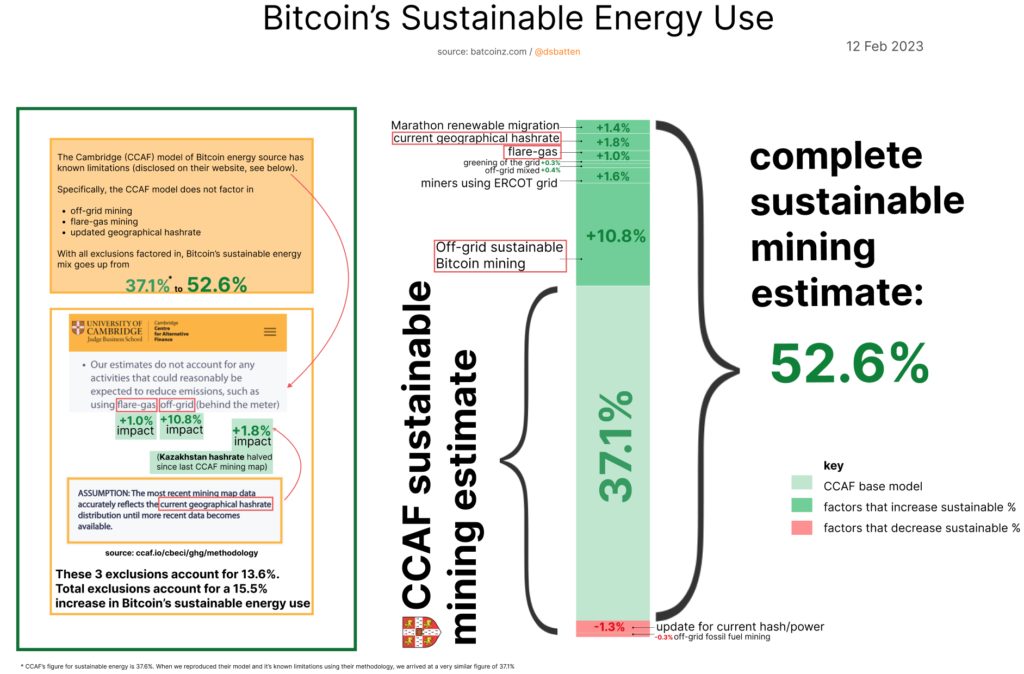 Bitcoin's Sustainable Energy Use
source: batcoinz.com / @dsbatten
12 Feb 2023
The Cambridge (CCAF) model of Bitcoin energy source has
known limitations (disclosed on their website, see below).
Specifically, the CCAF model does not factor in
• off-grid mining
• flare-gas mining
• updated geographical hashrate
With all exclusions factored in, Bitcoin's sustainable energy
mix goes up from
37.1%* to 52.6%
UNIVERSITY OF
CAMBRIDGE
Judge Business School
Cambridge
Centre
for Alternative
Finance
• Our estimates do not account for any
activities that could reasonably be
expected to reduce emissions, such as
using flare-gas off-grid (behind the meter)
+1.0%
impact
+10.8%
impact
+1.8%
impact
(Kazakhstan hashrate halved
since last CCAF mining map)
ASSUMPTION: The most recent mining map data
accurately reflects the current geographical hashrate
distribution until more recent data becomes
available.
source: ccaf.io/cbeci/ghg/methodology
These 3 exclusions account for 13.6%.
Total exclusions account for a 15.5%
increase in Bitcoin's sustainable energy use
Marathon renewable migration
+1.4%
current geographical hashrate
+1.8%
flare-gas
+1.0%
greening of the grid +0.3%
off-grid mixed +0.4%
miners using ERCOT grid
+1.6%
Off-grid sustainable
Bitcoin mining
+10.8%
CCAF sustainable
mining estimate
37.1%
-1.3%
update for current hash/power
-0.3% off-grid fossil fuel mining
complete
sustainable
mining
estimate:
52.6%
key
CCAF base model
factors that increase sustainable %
factors that decrease sustainable %
* CCAF's figure for sustainable energy is 37.6%. When we reproduced their model and it's known limitations using their methodology, we arrived at a very similar figure of 37.1%